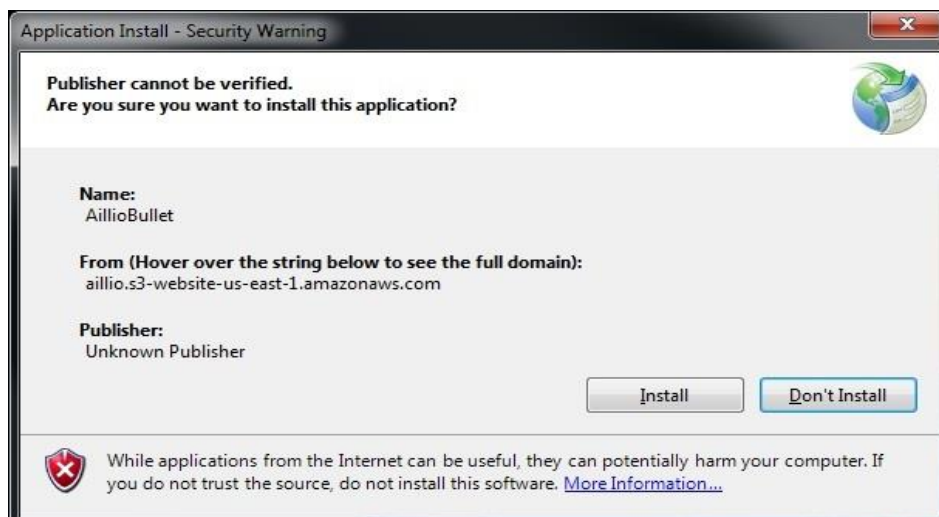 Application Install - Security Warning
Publisher cannot be verified.
Are you sure you want to install this application?
Name:
AillioBullet
From (Hover over the string below to see the full domain):
aillio.s3-website-us-east-1.amazonaws.com
Publisher:
Unknown Publisher
Install
Don't Install
While applications from the Internet can be useful, they can potentially harm your computer. If
you do not trust the source, do not install this software. More Information...